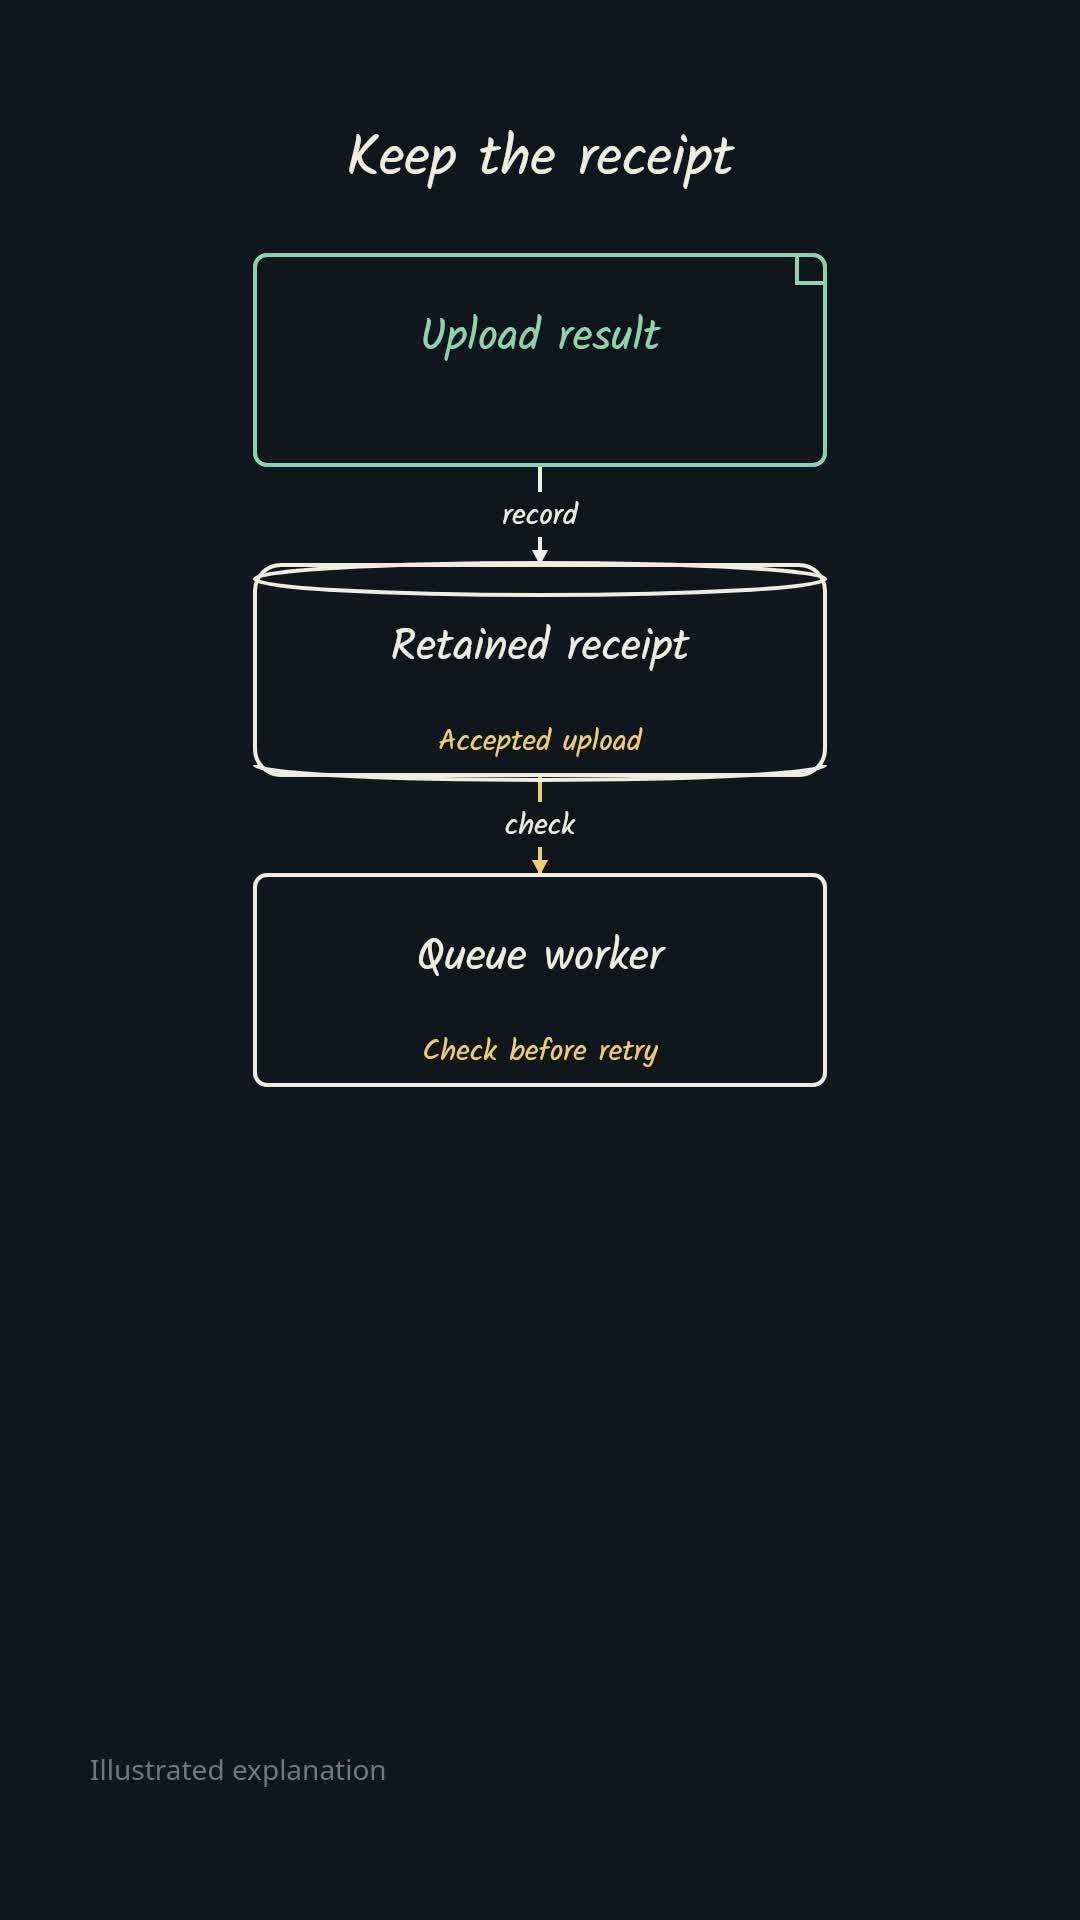 Keep the receipt
Upload result
record
Retained receipt
Accepted upload
check
Queue worker
Check before retry
Illustrated explanation